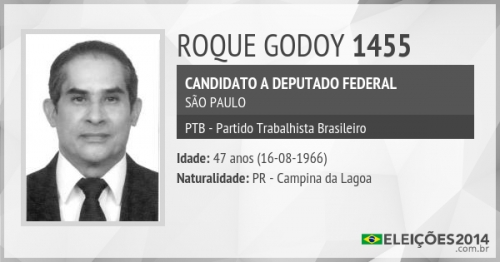 ROQUE GODOY 1455
CANDIDATO A DEPUTADO FEDERAL
SÃO PAULO
PTB - Partido Trabalhista Brasileiro
Idade: 47 anos (16-08-1966)
Naturalidade: PR - Campina da Lagoa
ELEIÇÕES2014
.com.br